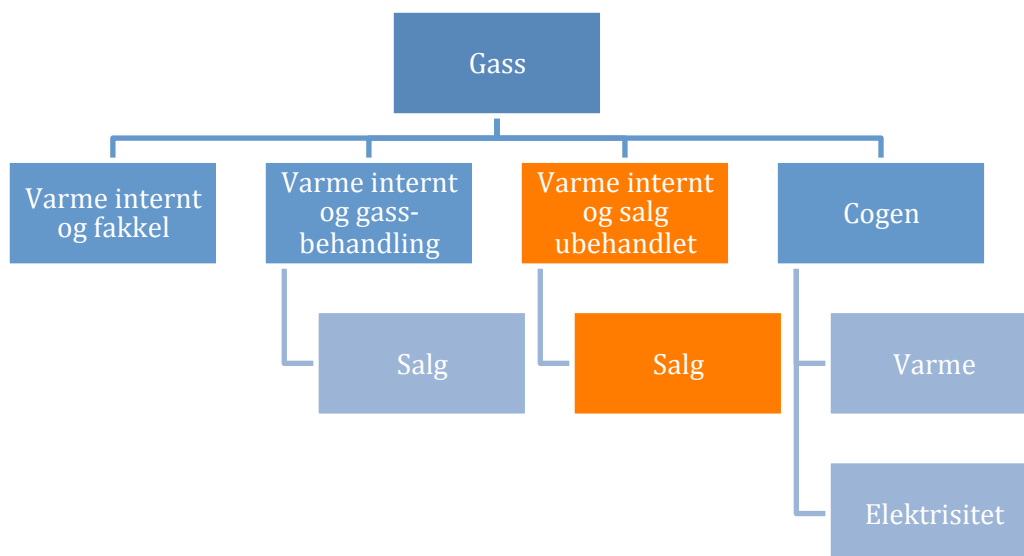 Gass
Varme internt
og fakkel
Varme internt
og gass-
behandling
Varme internt
og salg
ubehandlet
Cogen
Salg
Salg
Varme
Elektrisitet